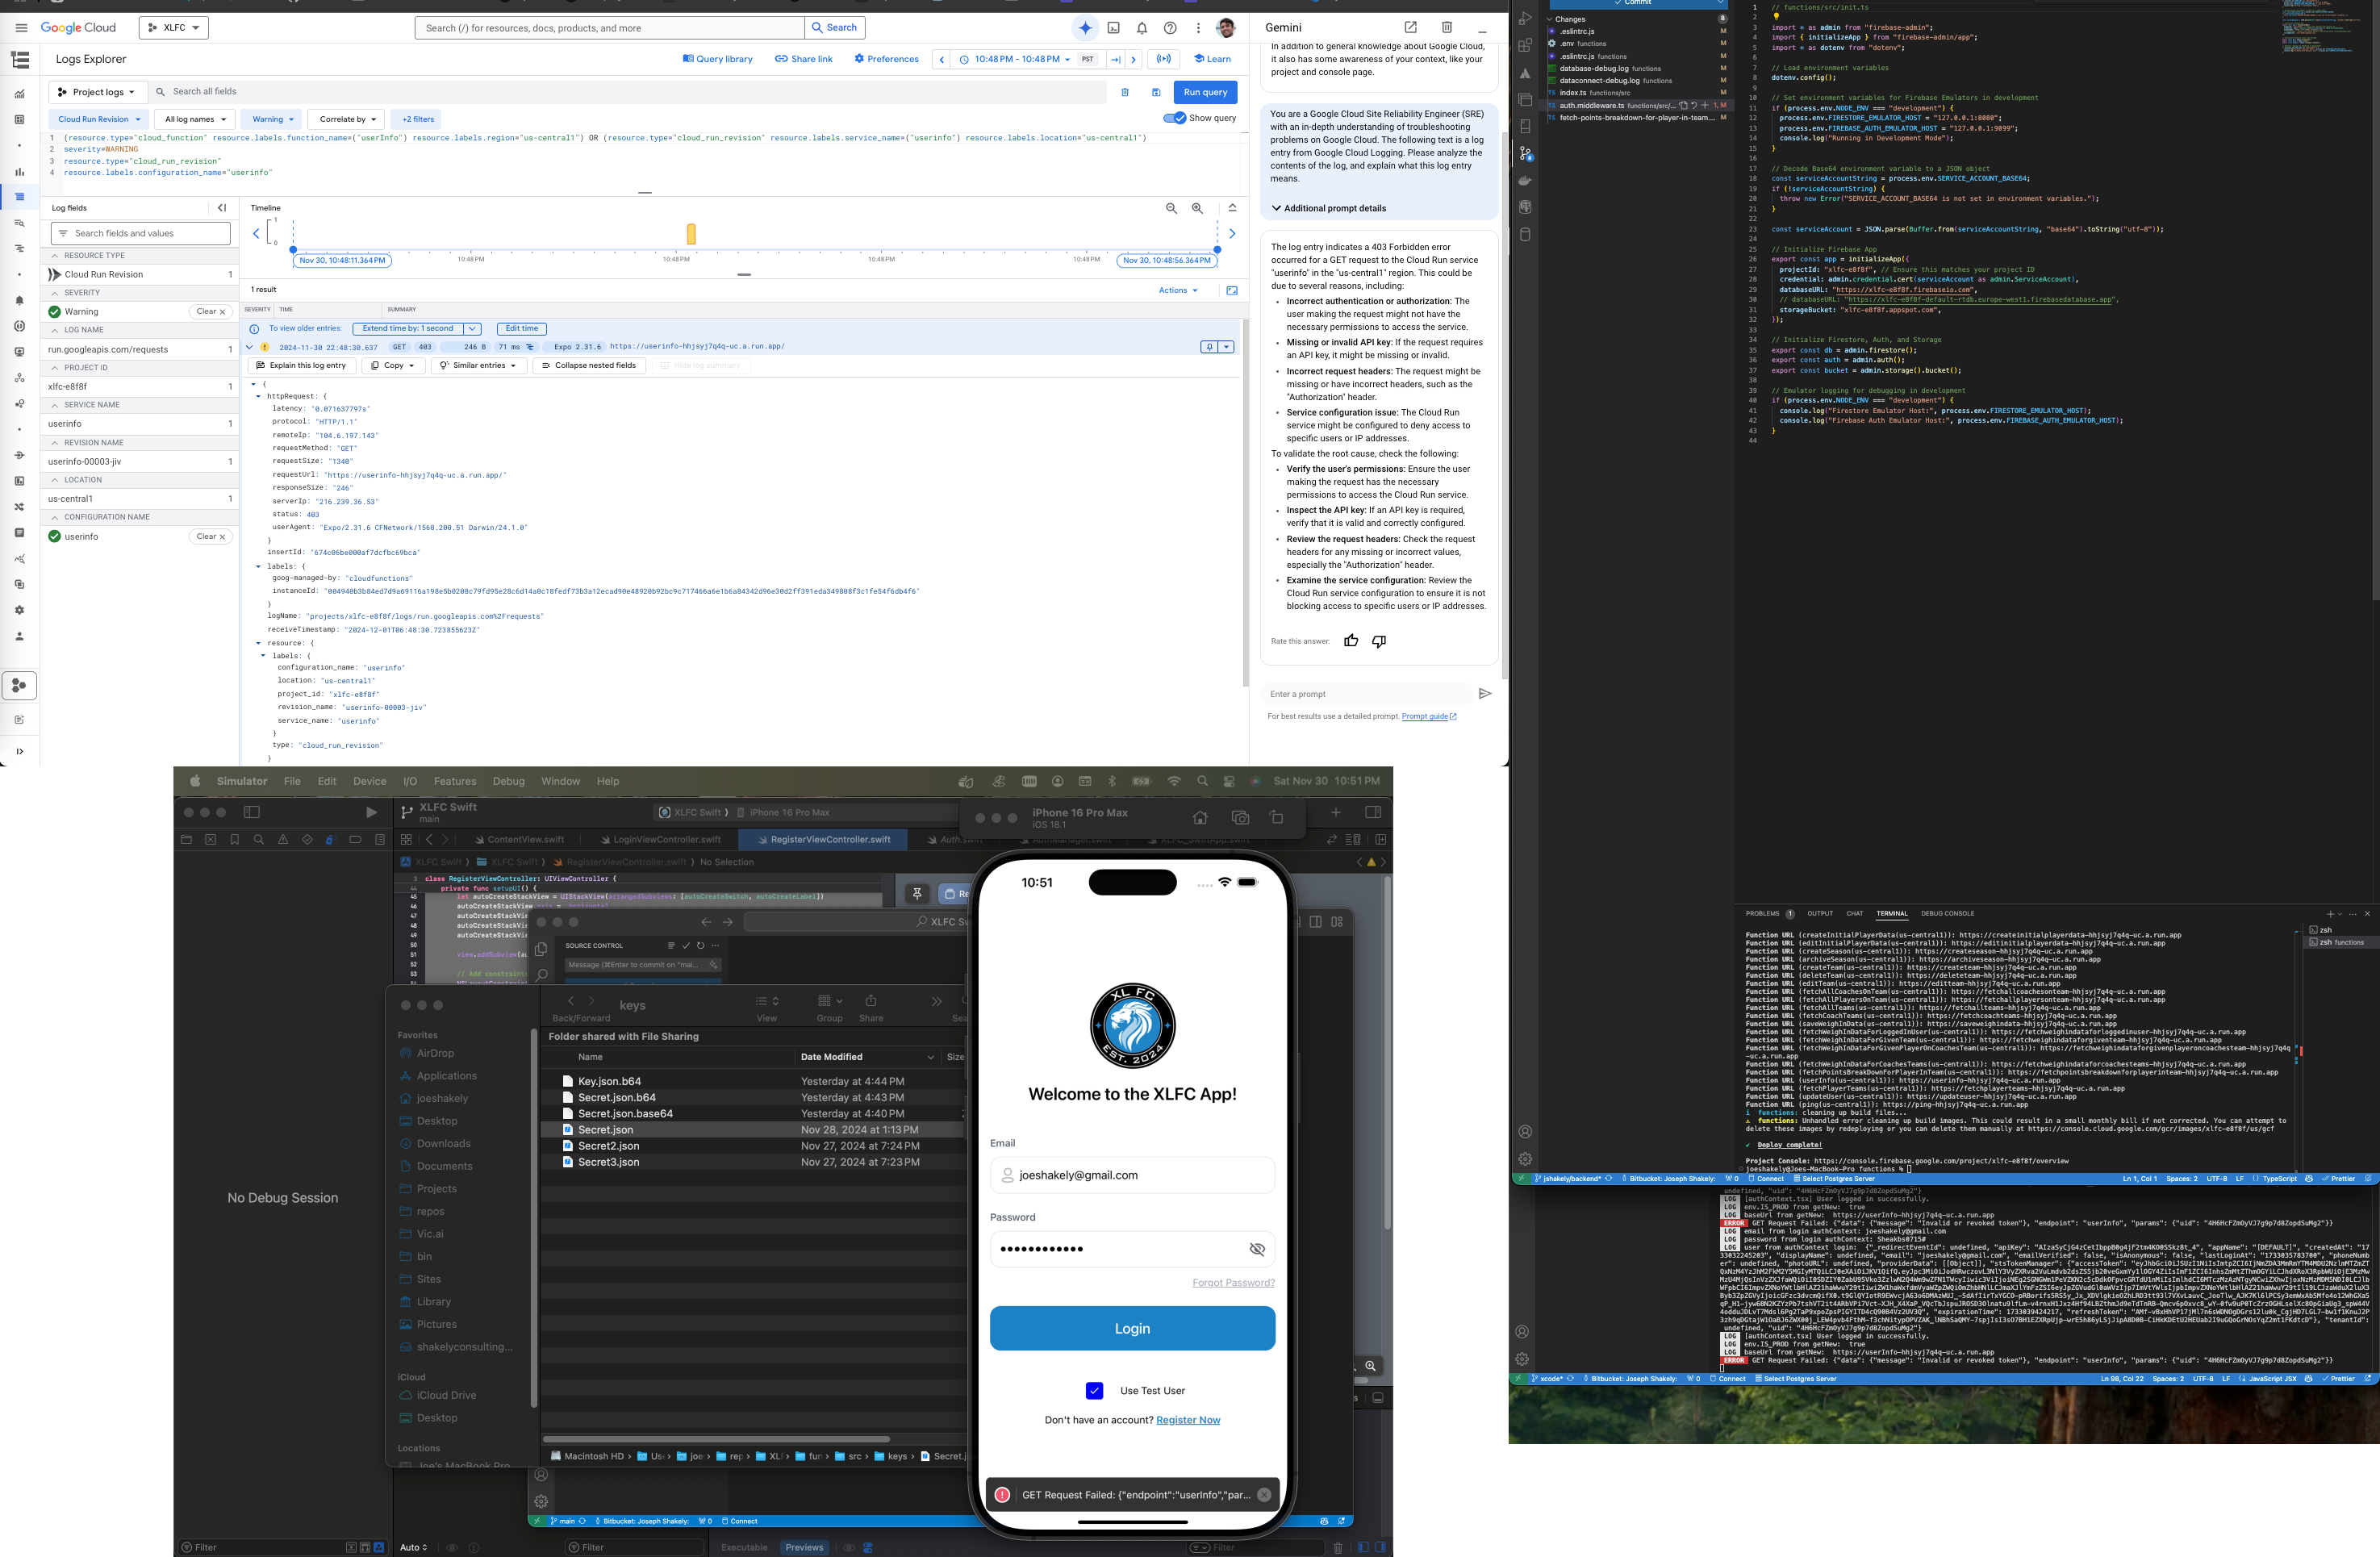 Google Cloud
XLFC
Search (/) for resources, docs, products, and more
Search
Logs Explorer
Query library
Share link
Preferences
10:48 PM - 10:48 PM
PST
Learn
Project logs
Search all fields
Run query
Cloud Run Revision
All log names
Warning
Correlate by
+2 filters
Show query
1 (resource.type="cloud_function" resource.labels.function_name=("userInfo") resource.labels.region="us-central1") OR (resource.type="cloud_run_revision" resource.labels.service_name=("userinfo") resource.labels.location="us-central1")
2 severity=WARNING
3 resource.type="cloud_run_revision"
4 resource.labels.configuration_name="userinfo"
Log fields
Search fields and values
RESOURCE TYPE
Cloud Run Revision 1
SEVERITY
Warning Clear
LOG NAME
run.googleapis.com/requests 1
PROJECT ID
xlfc-e8f8f 1
SERVICE NAME
userinfo 1
REVISION NAME
userinfo-00003-jiv 1
LOCATION
us-central1 1
CONFIGURATION NAME
userinfo Clear
Timeline
1
0
Nov 30, 10:48:11.364 PM
10:48PM
10:48PM
10:48PM
10:48PM
Nov 30, 10:48:56.364 PM
1 result
Actions
SEVERITY TIME SUMMARY
To view older entries: Extend time by: 1 second Edit time
2024-11-30 22:48:30.637 GET 403 246 B 71 ms Expo 2.31.6 https://userinfo-hhjsyj7q4q-uc.a.run.app/
Explain this log entry
Copy
Similar entries
Collapse nested fields
Hide log summary
{
httpRequest: {
latency: "0.071637797s"
protocol: "HTTP/1.1"
remoteIp: "104.6.197.143"
requestMethod: "GET"
requestSize: "1340"
requestUrl: "https://userinfo-hhjsyj7q4q-uc.a.run.app/"
responseSize: "246"
serverIp: "216.239.36.53"
status: 403
userAgent: "Expo/2.31.6 CFNetwork/1568.200.51 Darwin/24.1.0"
}
insertId: "674c06be000af7dcfbc69bca"
labels: {
goog-managed-by: "cloudfunctions"
}
logName: "projects/xlfc-e8f8f/logs/run.googleapis.com%2Frequests"
receiveTimestamp: "2024-12-01T06:48:30.723855623Z"
resource: {
labels: {
configuration_name: "userinfo"
location: "us-central1"
project_id: "xlfc-e8f8f"
revision_name: "userinfo-00003-jiv"
service_name: "userinfo"
}
type: "cloud_run_revision"
}
Gemini
In addition to general knowledge about Google Cloud,
it also has some awareness of your context, like your
project and console page.
You are a Google Cloud Site Reliability Engineer (SRE)
with an in-depth understanding of troubleshooting
problems on Google Cloud. The following text is a log
entry from Google Cloud Logging. Please analyze the
contents of the log, and explain what this log entry
means.
Additional prompt details
The log entry indicates a 403 Forbidden error
occurred for a GET request to the Cloud Run service
"userinfo" in the "us-central1" region. This could be
due to several reasons, including:
• Incorrect authentication or authorization: The
user making the request might not have the
necessary permissions to access the service.
• Missing or invalid API key: If the request requires
an API key, it might be missing or invalid.
• Incorrect request headers: The request might be
missing or have incorrect headers, such as the
"Authorization" header.
• Service configuration issue: The Cloud Run
service might be configured to deny access to
specific users or IP addresses.
To validate the root cause, check the following:
• Verify the user's permissions: Ensure the user
making the request has the necessary
permissions to access the Cloud Run service.
• Inspect the API key: If an API key is required,
verify that it is valid and correctly configured.
• Review the request headers: Check the request
headers for any missing or incorrect values,
especially the "Authorization" header.
• Examine the service configuration: Review the
Cloud Run service configuration to ensure it is not
blocking access to specific users or IP addresses.
Rate this answer:
Enter a prompt
For best results use a detailed prompt. Prompt guide
Commit
Changes 8
.eslintrc.js M
.env functions M
.eslintrc.js functions M
database-debug.log functions M
dataconnect-debug.log functions M
index.ts functions/src M
auth.middleware.ts functions/src/... 1, M
fetch-points-breakdown-for-player-in-team.... M
1 // functions/src/init.ts
2
3 import * as admin from "firebase-admin";
4 import { initializeApp } from "firebase-admin/app";
5 import * as dotenv from "dotenv";
6
7 // Load environment variables
8 dotenv.config();
9
10 // Set environment variables for Firebase Emulators in development
11 if (process.env.NODE_ENV === "development") {
12 process.env.FIRESTORE_EMULATOR_HOST = "127.0.0.1:8080";
13 process.env.FIREBASE_AUTH_EMULATOR_HOST = "127.0.0.1:9099";
14 console.log("Running in Development Mode");
15 }
16
17 // Decode Base64 environment variable to a JSON object
18 const serviceAccountString = process.env.SERVICE_ACCOUNT_BASE64;
19 if (!serviceAccountString) {
20 throw new Error("SERVICE_ACCOUNT_BASE64 is not set in environment variables.");
21 }
22
23 const serviceAccount = JSON.parse(Buffer.from(serviceAccountString, "base64").toString("utf-8"));
24
25 // Initialize Firebase App
26 export const app = initializeApp({
27 projectId: "xlfc-e8f8f", // Ensure this matches your project ID
28 credential: admin.credential.cert(serviceAccount as admin.ServiceAccount),
29 databaseURL: "https://xlfc-e8f8f.firebaseio.com",
30 // databaseURL: "https://xlfc-e8f8f-default-rtdb.europe-west1.firebasedatabase.app",
31 storageBucket: "xlfc-e8f8f.appspot.com",
32 });
33
34 // Initialize Firestore, Auth, and Storage
35 export const db = admin.firestore();
36 export const auth = admin.auth();
37 export const bucket = admin.storage().bucket();
38
39 // Emulator logging for debugging in development
40 if (process.env.NODE_ENV === "development") {
41 console.log("Firestore Emulator Host:", process.env.FIRESTORE_EMULATOR_HOST);
42 console.log("Firebase Auth Emulator Host:", process.env.FIREBASE_AUTH_EMULATOR_HOST);
43 }
44
PROBLEMS 1 OUTPUT CHAT TERMINAL DEBUG CONSOLE
zsh
zsh functions
Function URL (createInitialPlayerData(us-central1)): https://createinitialplayerdata-hhjsyj7q4q-uc.a.run.app
Function URL (editInitialPlayerData(us-central1)): https://editinitialplayerdata-hhjsyj7q4q-uc.a.run.app
Function URL (createSeason(us-central1)): https://createseason-hhjsyj7q4q-uc.a.run.app
Function URL (archiveSeason(us-central1)): https://archiveseason-hhjsyj7q4q-uc.a.run.app
Function URL (createTeam(us-central1)): https://createteam-hhjsyj7q4q-uc.a.run.app
Function URL (deleteTeam(us-central1)): https://deleteteam-hhjsyj7q4q-uc.a.run.app
Function URL (editTeam(us-central1)): https://editteam-hhjsyj7q4q-uc.a.run.app
Function URL (fetchAllCoachesOnTeam(us-central1)): https://fetchallcoachesonteam-hhjsyj7q4q-uc.a.run.app
Function URL (fetchAllPlayersOnTeam(us-central1)): https://fetchallplayersonteam-hhjsyj7q4q-uc.a.run.app
Function URL (fetchAllTeams(us-central1)): https://fetchallteams-hhjsyj7q4q-uc.a.run.app
Function URL (fetchCoachTeams(us-central1)): https://fetchcoachteams-hhjsyj7q4q-uc.a.run.app
Function URL (saveWeighInData(us-central1)): https://saveweighindata-hhjsyj7q4q-uc.a.run.app
Function URL (fetchWeighInDataForLoggedInUser(us-central1)): https://fetchweighindataforloggedinuser-hhjsyj7q4q-uc.a.run.app
Function URL (fetchWeighInDataForGivenTeam(us-central1)): https://fetchweighindataforgiventeam-hhjsyj7q4q-uc.a.run.app
Function URL (fetchWeighInDataForGivenPlayerOnCoachesTeam(us-central1)): https://fetchweighindataforgivenplayeroncoachesteam-hhjsyj7q4q
-uc.a.run.app
Function URL (fetchWeighInDataForCoachesTeams(us-central1)): https://fetchweighindataforcoachesteams-hhjsyj7q4q-uc.a.run.app
Function URL (fetchPointsBreakDownForPlayerInTeam(us-central1)): https://fetchpointsbreakdownforplayerinteam-hhjsyj7q4q-uc.a.run.app
Function URL (userInfo(us-central1)): https://userinfo-hhjsyj7q4q-uc.a.run.app
Function URL (fetchPlayerTeams(us-central1)): https://fetchplayerteams-hhjsyj7q4q-uc.a.run.app
Function URL (updateUser(us-central1)): https://updateuser-hhjsyj7q4q-uc.a.run.app
Function URL (ping(us-central1)): https://ping-hhjsyj7q4q-uc.a.run.app
i functions: cleaning up build files...
⚠ functions: Unhandled error cleaning up build images. This could result in a small monthly bill if not corrected. You can attempt to
delete these images by redeploying or you can delete them manually at https://console.cloud.google.com/gcr/images/xlfc-e8f8f/us/gcf
✔ Deploy complete!
Project Console: https://console.firebase.google.com/project/xlfc-e8f8f/overview
joeshakely@Joes-MacBook-Pro functions %
jshakely/backend* Bitbucket: Joseph Shakely: 0 Connect Select Postgres Server Ln 1, Col 1 Spaces: 2 UTF-8 LF TypeScript Prettier
LOG [authContext.tsx] User logged in successfully.
LOG env.IS_PROD from getNew: true
LOG baseUrl from getNew: https://userInfo-hhjsyj7q4q-uc.a.run.app
ERROR GET Request Failed: {"data": {"message": "Invalid or revoked token"}, "endpoint": "userInfo", "params": {"uid": "4H6HcFZmOyVJ7g9p7d8ZopdSuMg2"}}
LOG email from login authContext: joeshakely@gmail.com
LOG password from login authContext:
LOG user from authContext login:
LOG [authContext.tsx] User logged in successfully.
LOG env.IS_PROD from getNew: true
LOG baseUrl from getNew: https://userInfo-hhjsyj7q4q-uc.a.run.app
ERROR GET Request Failed: {"data": {"message": "Invalid or revoked token"}, "endpoint": "userInfo", "params": {"uid": "4H6HcFZmOyVJ7g9p7d8ZopdSuMg2"}}
xcode* Bitbucket: Joseph Shakely: 0 Connect Select Postgres Server Ln 98, Col 22 Spaces: 2 UTF-8 LF JavaScript JSX Prettier
Simulator File Edit Device I/O Features Debug Window Help
Sat Nov 30 10:51 PM
XLFC Swift
main
XLFC Swift
iPhone 16 Pro Max
iPhone 16 Pro Max
iOS 18.1
ContentView.swift
LoginViewController.swift
RegisterViewController.swift
XLFC Swift
XLFC Swift
RegisterViewController.swift
No Selection
3 class RegisterViewController: UIViewController {
44 private func setupUI() {
45 let autoCreateStackView = UIStackView(arrangedSubviews: [autoCreateSwitch, autoCreateLabel])
46 autoCreateStackView
47 autoCreateStackVi
48 autoCreateStackVi
49 autoCreateStackVi
50
51 view.addSubview(au
52
53 // Add constraint
Re
XLFC Sw
SOURCE CONTROL
Message (⌘Enter to commit on "mai...
No Debug Session
keys
Back/Forward
View
Group
Share
Sea
Folder shared with File Sharing
Name Date Modified Size
Key.json.b64 Yesterday at 4:44 PM
Secret.json.b64 Yesterday at 4:43 PM
Secret.json.base64 Yesterday at 4:40 PM
Secret.json Nov 28, 2024 at 1:13 PM
Secret2.json Nov 27, 2024 at 7:24 PM
Secret3.json Nov 27, 2024 at 7:23 PM
Favorites
AirDrop
Applications
joeshakely
Desktop
Downloads
Documents
Projects
repos
Vic.ai
bin
Sites
Library
Pictures
shakelyconsulting...
iCloud
iCloud Drive
Desktop
Locations
Joe's MacBook Pro
Macintosh HD › Us › joe › rep › XL › fun › src › keys › Secret.j
main Bitbucket: Joseph Shakely: 0 Connect
Filter
Auto
Filter
Executable
Previews
Filter
10:51
XL FC
EST. 2024
Welcome to the XLFC App!
Email
joeshakely@gmail.com
Password
••••••••••••
Forgot Password?
Login
Use Test User
Don't have an account? Register Now
GET Request Failed: {"endpoint":"userInfo","par...